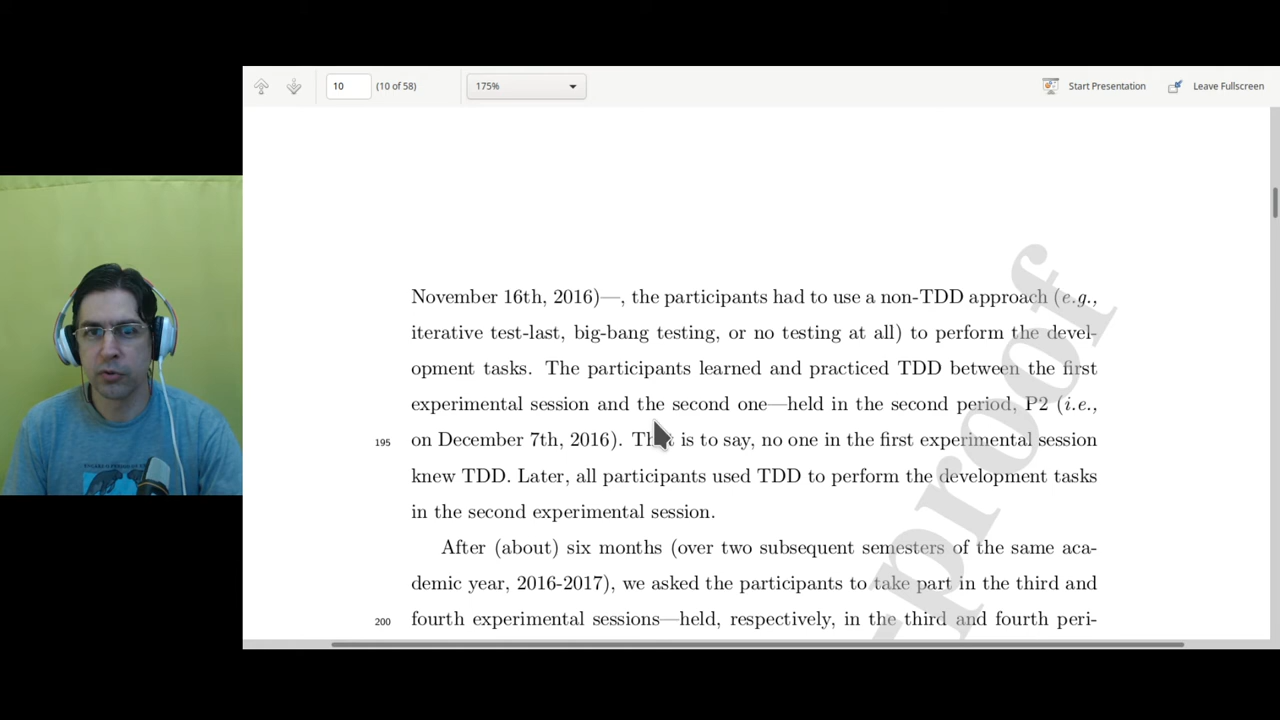 10
(10 of 58)
175%
Start Presentation
Leave Fullscreen
November 16th, 2016)—, the participants had to use a non-TDD approach (e.g.,
iterative test-last, big-bang testing, or no testing at all) to perform the devel-
opment tasks. The participants learned and practiced TDD between the first
experimental session and the second one—held in the second period, P2 (i.e.,
195 on December 7th, 2016). That is to say, no one in the first experimental session
knew TDD. Later, all participants used TDD to perform the development tasks
in the second experimental session.
After (about) six months (over two subsequent semesters of the same aca-
demic year, 2016-2017), we asked the participants to take part in the third and
200 fourth experimental sessions—held, respectively, in the third and fourth peri-
-proof